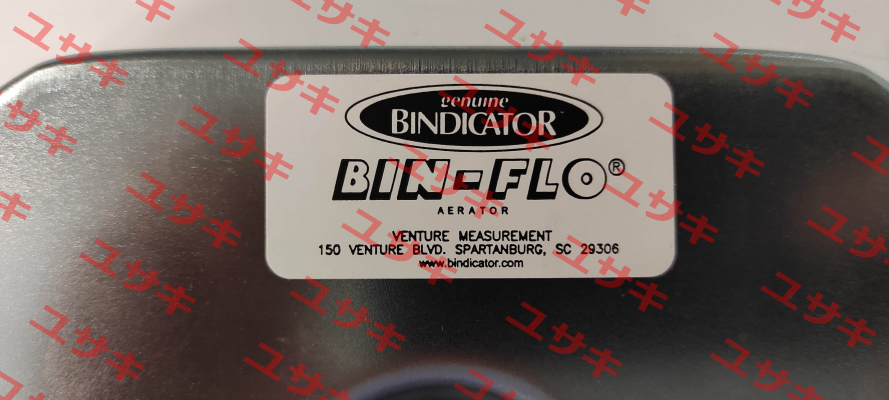 genuine
BINDICATOR
BIN-FLO®
AERATOR
VENTURE MEASUREMENT
150 VENTURE BLVD. SPARTANBURG, SC 29306
www.bindicator.com
ユサキ